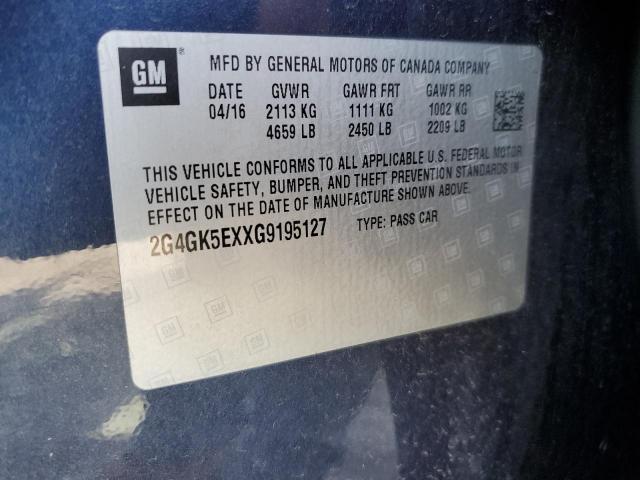 GM
MFD BY GENERAL MOTORS OF CANADA COMPANY
DATE GVWR GAWR FRT GAWR RR
04/16 2113 KG 1111 KG 1002 KG
4659 LB 2450 LB 2209 LB
THIS VEHICLE CONFORMS TO ALL APPLICABLE U.S. FEDERAL MOTOR
VEHICLE SAFETY, BUMPER, AND THEFT PREVENTION STANDARDS IN
EFFECT ON THE DATE OF MANUFACTURE SHOWN ABOVE.
2G4GK5EXXG9195127 TYPE: PASS CAR